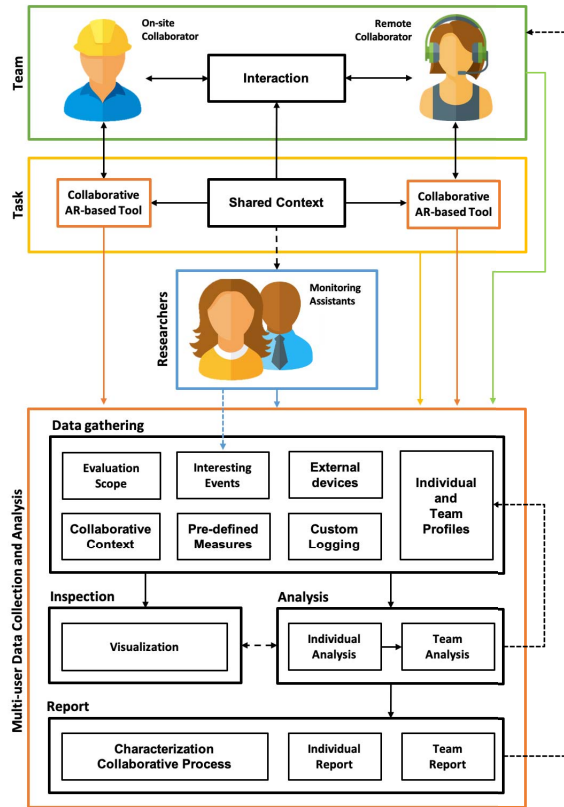 On-site
Collaborator
Remote
Collaborator
Team
Interaction
Task
Collaborative
AR-based Tool
Shared Context
Collaborative
AR-based Tool
Researchers
Monitoring
Assistants
Multi-user Data Collection and Analysis
Data gathering
Evaluation
Scope
Interesting
Events
External
devices
Individual
and
Team
Profiles
Collaborative
Context
Pre-defined
Measures
Custom
Logging
Inspection
Analysis
Visualization
Individual
Analysis
Team
Analysis
Report
Characterization
Collaborative Process
Individual
Report
Team
Report